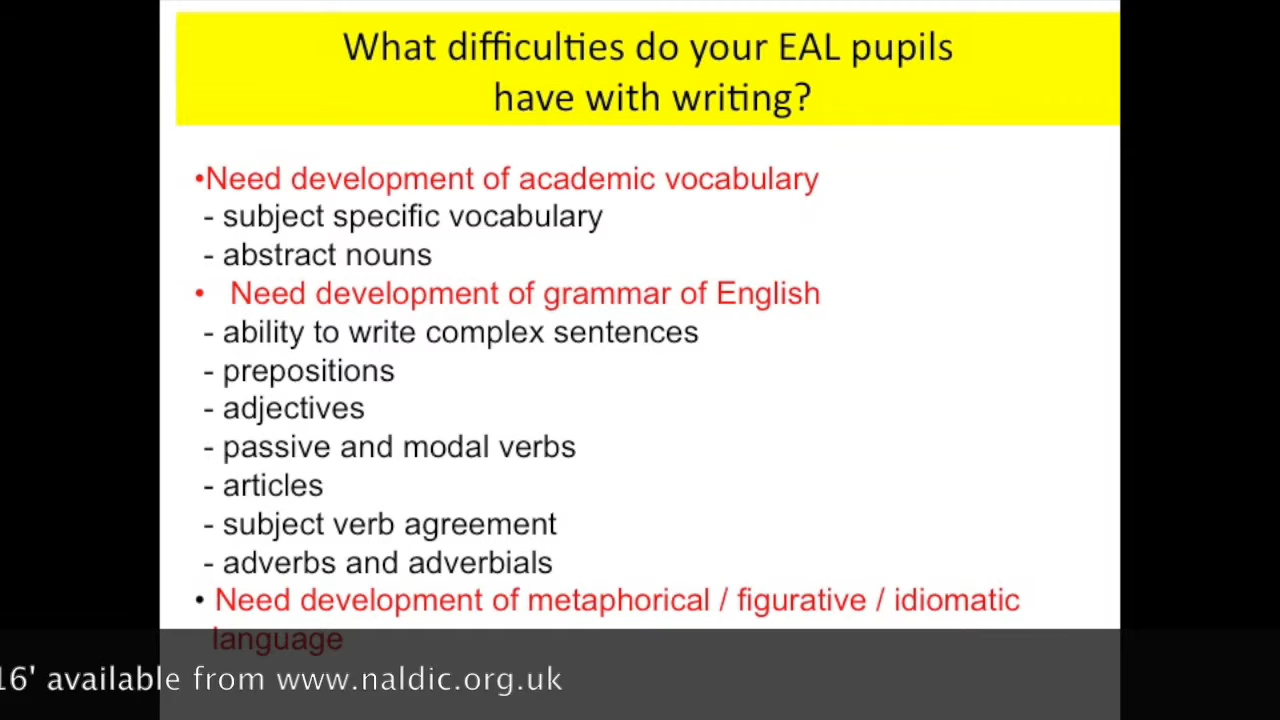 What difficulties do your EAL pupils
have with writing?
•Need development of academic vocabulary
- subject specific vocabulary
- abstract nouns
• Need development of grammar of English
- ability to write complex sentences
- prepositions
- adjectives
- passive and modal verbs
- articles
- subject verb agreement
- adverbs and adverbials
• Need development of metaphorical / figurative / idiomatic
language
16' available from www.naldic.org.uk